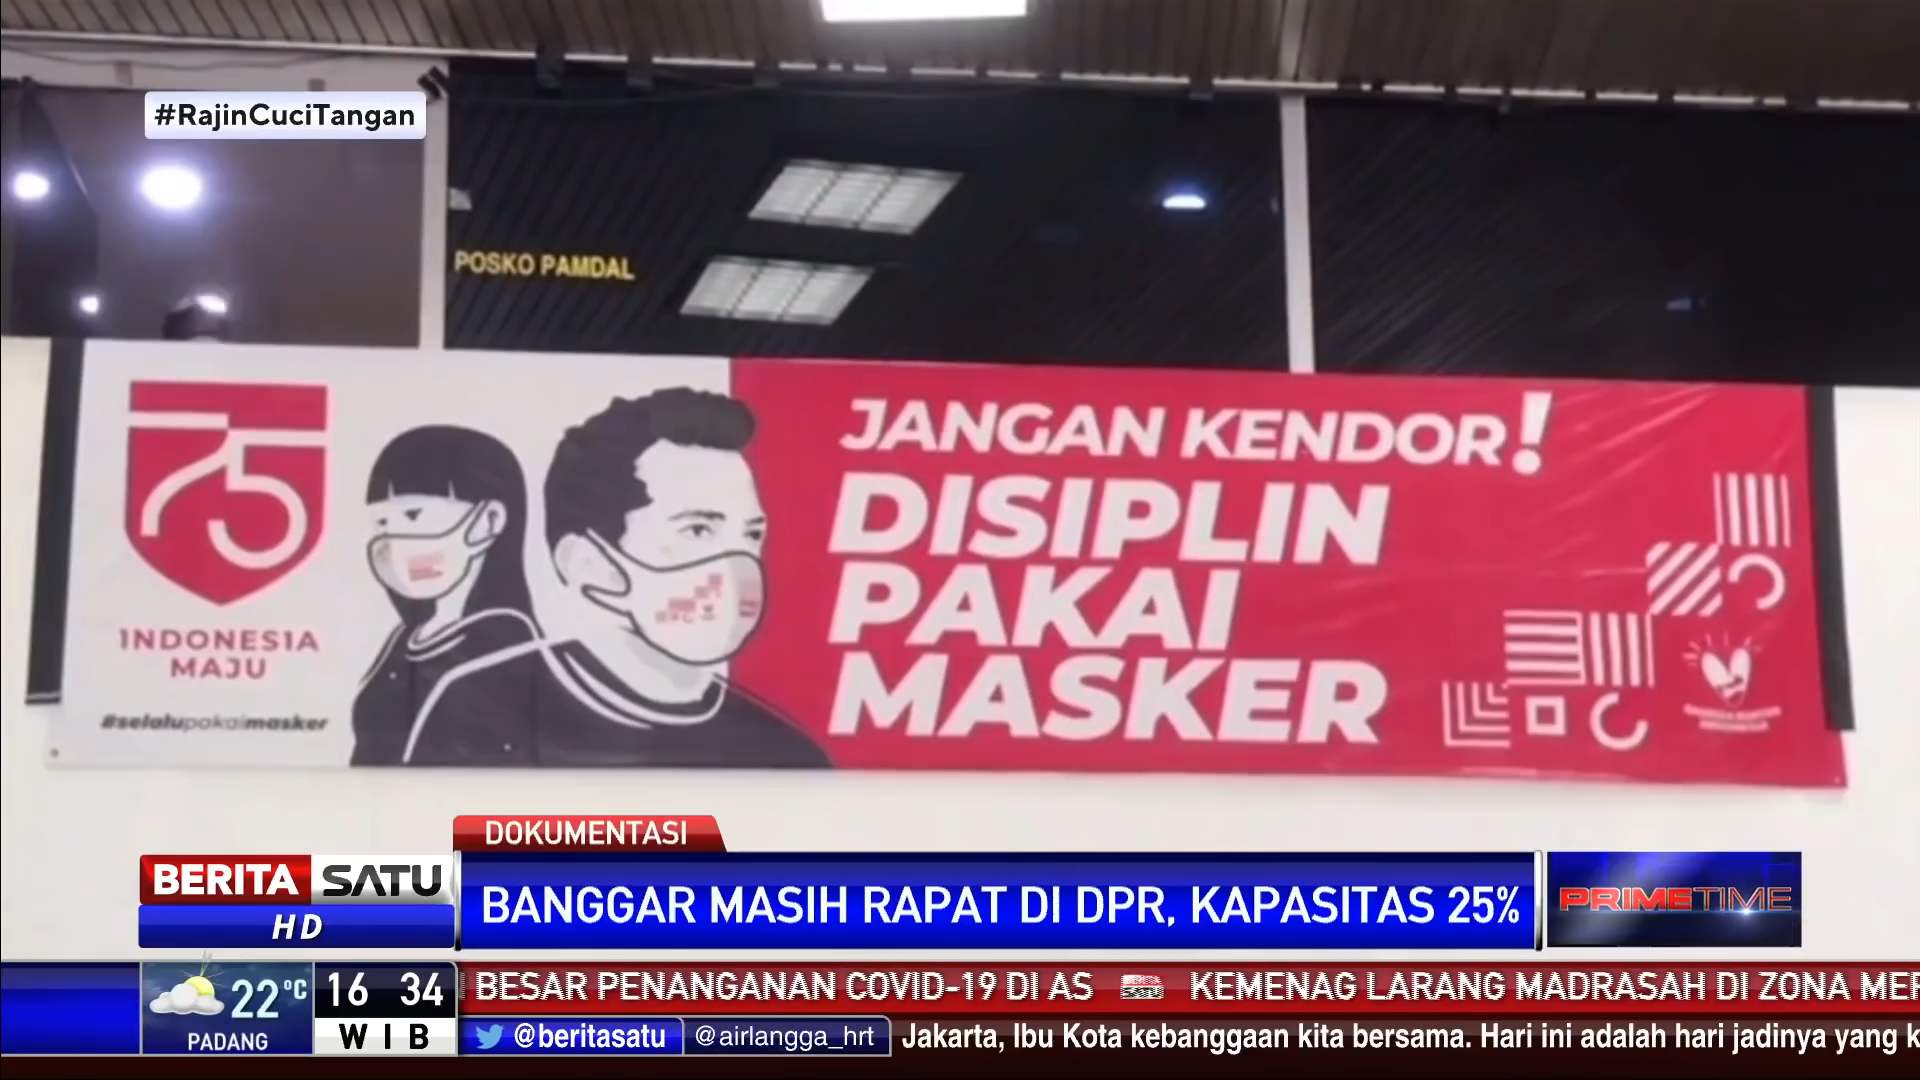 #RajinCuciTangan
POSKO PAMDAL
75
1NDONES1A
MAJU
#selalupakaimasker
JANGAN KENDOR!
DISIPLIN
PAKAI
MASKER
DOKUMENTASI
BERITA SATU
HD
BANGGAR MASIH RAPAT DI DPR, KAPASITAS 25%
PRIMETIME
22°C
PADANG
16 34
WIB
BESAR PENANGANAN COVID-19 DI AS
KEMENAG LARANG MADRASAH DI ZONA MER
@beritasatu
@airlangga_hrt
Jakarta, Ibu Kota kebanggaan kita bersama. Hari ini adalah hari jadinya yang k